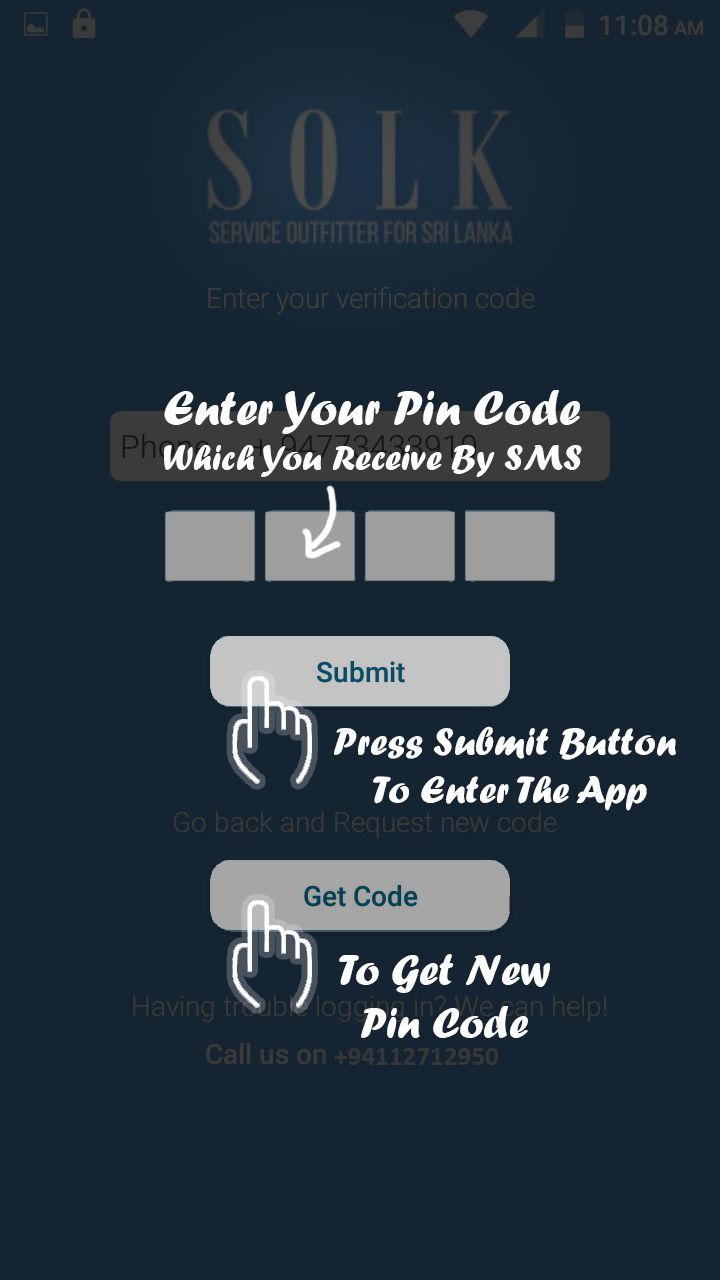 11:08 AM
SOLK
SERVICE OUTFITTER FOR SRI LANKA
Enter your verification code
Enter Your Pin Code
Phone + 94773433910
Which You Receive By SMS
Submit
Press Submit Button
To Enter The App
Go back and Request new code
Get Code
To Get New
Having trouble logging in? We can help!
Pin Code
Call us on +94112712950